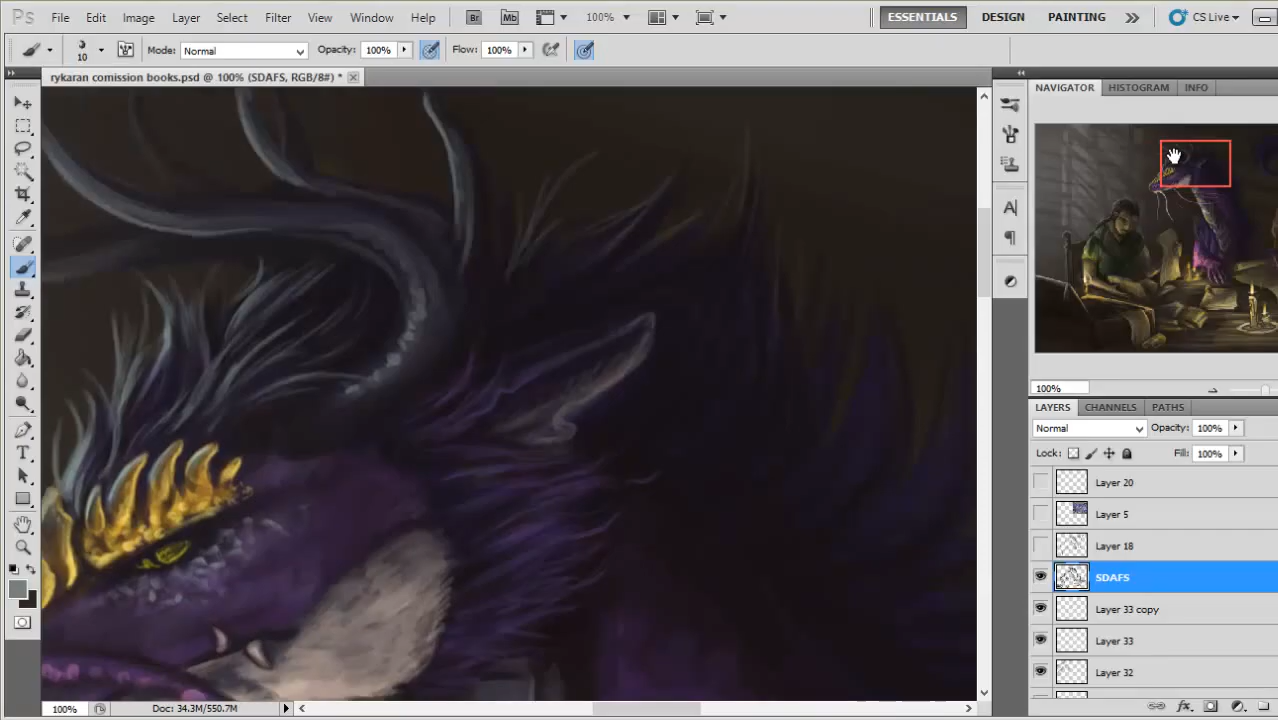 Ps File Edit Image Layer Select Filter View Window Help Br Mb 100% ESSENTIALS DESIGN PAINTING CS Live
10 Mode: Normal Opacity: 100% Flow: 100%
rykaran comission books.psd @ 100% (SDAFS, RGB/8#) *
NAVIGATOR HISTOGRAM INFO
100%
LAYERS CHANNELS PATHS
Normal Opacity: 100%
Lock: Fill: 100%
Layer 20
Layer 5
Layer 18
SDAFS
Layer 33 copy
Layer 33
Layer 32
100% Doc: 34.3M/550.7M